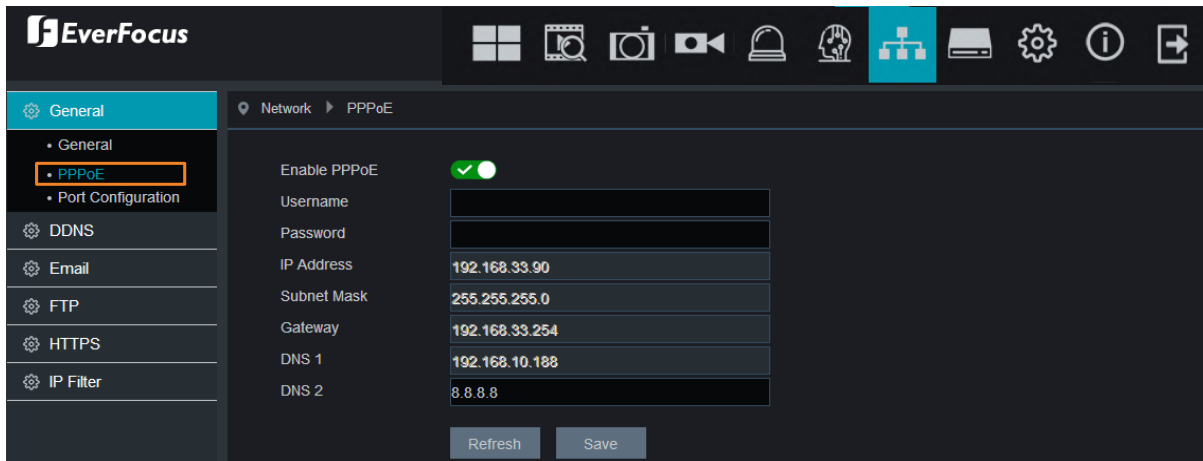 EverFocus
General
Network PPPoE
• General
• PPPoE
• Port Configuration
DDNS
Email
FTP
HTTPS
IP Filter
Enable PPPoE
Username
Password
IP Address 192.168.33.90
Subnet Mask 255.255.255.0
Gateway 192.168.33.254
DNS 1 192.168.10.188
DNS 2 8.8.8.8
Refresh Save